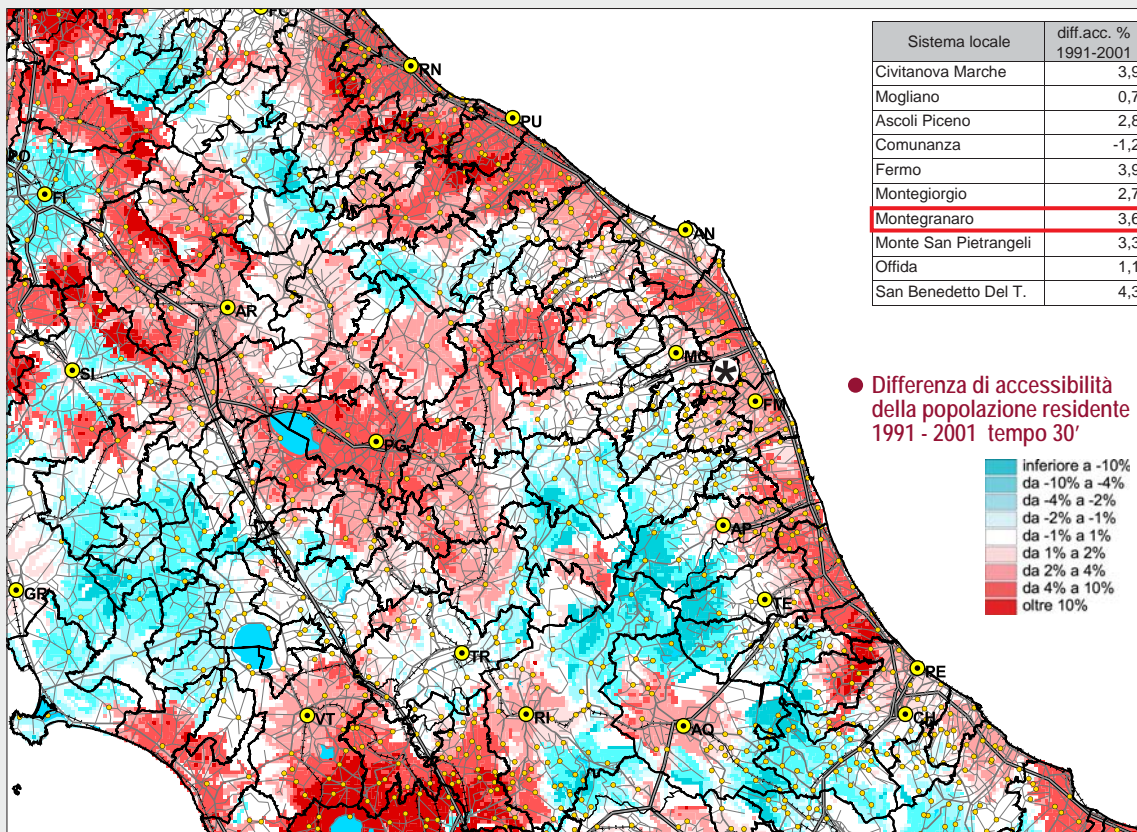 Sistema locale
diff.acc. %
1991-2001
Civitanova Marche 3,9
Mogliano 0,7
Ascoli Piceno 2,8
Comunanza -1,2
Fermo 3,9
Montegiorgio 2,7
Montegranaro 3,6
Monte San Pietrangeli 3,3
Offida 1,1
San Benedetto Del T. 4,3
● Differenza di accessibilità
della popolazione residente
1991 - 2001 tempo 30'
inferiore a -10%
da -10% a -4%
da -4% a -2%
da -2% a -1%
da -1% a 1%
da 1% a 2%
da 2% a 4%
da 4% a 10%
oltre 10%
RN
PU
PO
FI
AN
AR
MC
SI
*
FM
PG
AP
GR
TE
TR
PE
VT
RI
AQ
CH